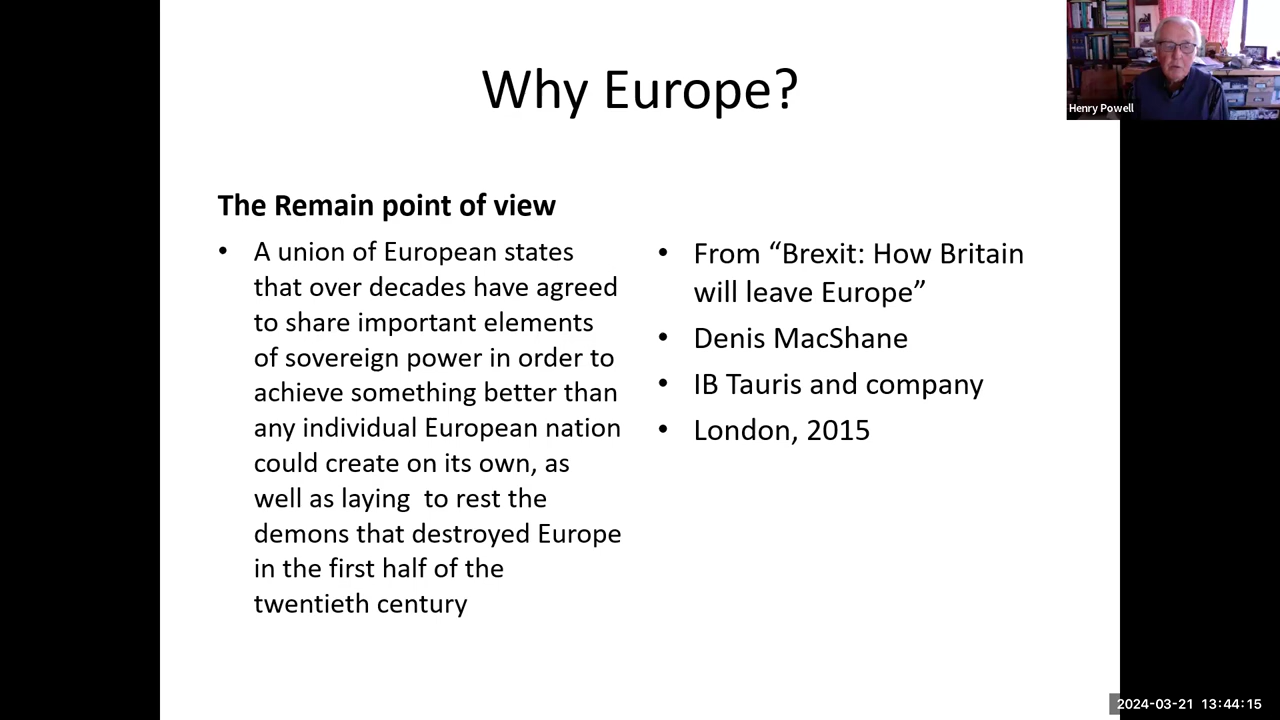 Why Europe?
Henry Powell
The Remain point of view
• A union of European states
that over decades have agreed
to share important elements
of sovereign power in order to
achieve something better than
any individual European nation
could create on its own, as
well as laying  to rest the
demons that destroyed Europe
in the first half of the
twentieth century
• From “Brexit: How Britain
will leave Europe”
• Denis MacShane
• IB Tauris and company
• London, 2015
2024-03-21 13:44:15